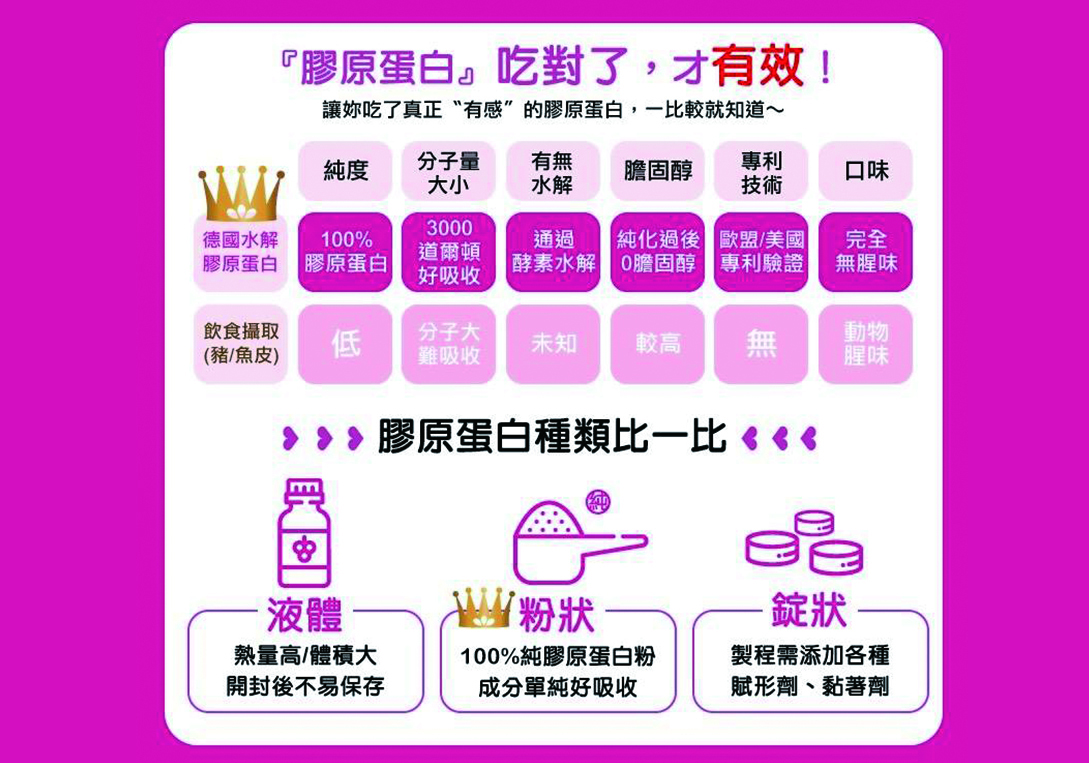 『膠原蛋白』吃對了，才有效！
讓妳吃了真正〝有感〞的膠原蛋白，一比較就知道～
純度
分子量
大小
有無
水解
膽固醇
專利
技術
口味
德國水解
膠原蛋白
100%
膠原蛋白
3000
道爾頓
好吸收
通過
酵素水解
純化過後
0膽固醇
歐盟/美國
專利驗證
完全
無腥味
飲食攝取
(豬/魚皮)
低
分子大
難吸收
未知
較高
無
動物
腥味
膠原蛋白種類比一比
純
液體
熱量高/體積大
開封後不易保存
粉狀
100%純膠原蛋白粉
成分單純好吸收
錠狀
製程需添加各種
賦形劑、黏著劑